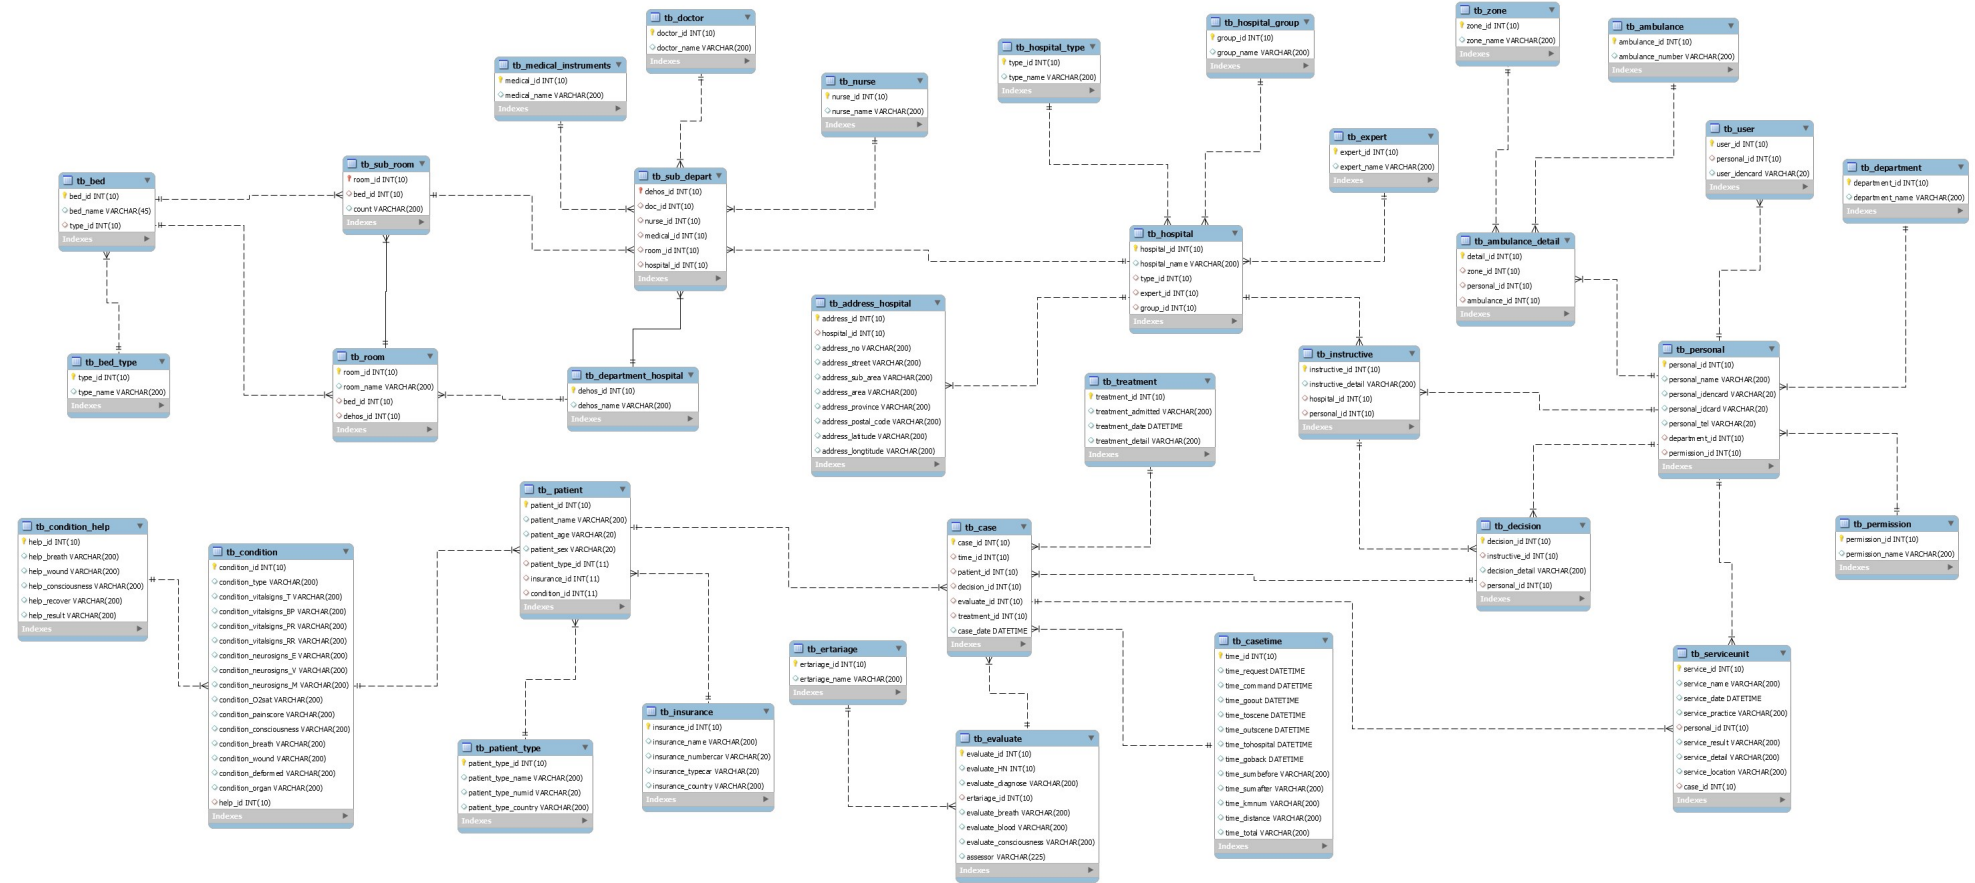 tb_doctor
doctor_id INT(10)
doctor_name VARCHAR(200)
Indexes
tb_medical_instruments
medical_id INT(10)
medical_name VARCHAR(200)
Indexes
tb_nurse
nurse_id INT(10)
nurse_name VARCHAR(200)
Indexes
tb_hospital_type
type_id INT(10)
type_name VARCHAR(200)
Indexes
tb_hospital_group
group_id INT(10)
group_name VARCHAR(200)
Indexes
tb_zone
zone_id INT(10)
zone_name VARCHAR(200)
Indexes
tb_ambulance
ambulance_id INT(10)
ambulance_number VARCHAR(200)
Indexes
tb_expert
expert_id INT(10)
expert_name VARCHAR(200)
Indexes
tb_user
user_id INT(10)
personal_id INT(10)
user_idencard VARCHAR(20)
Indexes
tb_department
department_id INT(10)
department_name VARCHAR(200)
Indexes
tb_bed
bed_id INT(10)
bed_name VARCHAR(45)
type_id INT(10)
Indexes
tb_sub_room
room_id INT(10)
bed_id INT(10)
count VARCHAR(200)
Indexes
tb_sub_depart
dehos_id INT(10)
doc_id INT(10)
nurse_id INT(10)
medical_id INT(10)
room_id INT(10)
hospital_id INT(10)
Indexes
tb_hospital
hospital_id INT(10)
hospital_name VARCHAR(200)
type_id INT(10)
expert_id INT(10)
group_id INT(10)
Indexes
tb_ambulance_detail
detail_id INT(10)
zone_id INT(10)
personal_id INT(10)
ambulance_id INT(10)
Indexes
tb_bed_type
type_id INT(10)
type_name VARCHAR(200)
Indexes
tb_room
room_id INT(10)
room_name VARCHAR(200)
bed_id INT(10)
dehos_id INT(10)
Indexes
tb_department_hospital
dehos_id INT(10)
dehos_name VARCHAR(200)
Indexes
tb_address_hospital
address_id INT(10)
hospital_id INT(10)
address_no VARCHAR(200)
address_street VARCHAR(200)
address_sub_area VARCHAR(200)
address_area VARCHAR(200)
address_province VARCHAR(200)
address_postal_code VARCHAR(200)
address_latitude VARCHAR(200)
address_longtitude VARCHAR(200)
Indexes
tb_treatment
treatment_id INT(10)
treatment_admitted VARCHAR(200)
treatment_date DATETIME
treatment_detail VARCHAR(200)
Indexes
tb_instructive
instructive_id INT(10)
instructive_detail VARCHAR(200)
hospital_id INT(10)
personal_id INT(10)
Indexes
tb_personal
personal_id INT(10)
personal_name VARCHAR(200)
personal_idencard VARCHAR(20)
personal_idcard VARCHAR(20)
personal_tel VARCHAR(20)
department_id INT(10)
permission_id INT(10)
Indexes
tb_condition_help
help_id INT(10)
help_breath VARCHAR(200)
help_wound VARCHAR(200)
help_consciousness VARCHAR(200)
help_recover VARCHAR(200)
help_result VARCHAR(200)
Indexes
tb_condition
condition_id INT(10)
condition_type VARCHAR(200)
condition_vitalsigns_T VARCHAR(200)
condition_vitalsigns_BP VARCHAR(200)
condition_vitalsigns_PR VARCHAR(200)
condition_vitalsigns_RR VARCHAR(200)
condition_neurosigns_E VARCHAR(200)
condition_neurosigns_V VARCHAR(200)
condition_neurosigns_M VARCHAR(200)
condition_O2sat VARCHAR(200)
condition_painscore VARCHAR(200)
condition_consciousness VARCHAR(200)
condition_breath VARCHAR(200)
condition_wound VARCHAR(200)
condition_deformed VARCHAR(200)
condition_organ VARCHAR(200)
help_id INT(10)
Indexes
tb_ patient
patient_id INT(10)
patient_name VARCHAR(200)
patient_age VARCHAR(20)
patient_sex VARCHAR(20)
patient_type_id INT(11)
insurance_id INT(11)
condition_id INT(11)
Indexes
tb_case
case_id INT(10)
time_id INT(10)
patient_id INT(10)
decision_id INT(10)
evaluate_id INT(10)
treatment_id INT(10)
case_date DATETIME
Indexes
tb_decision
decision_id INT(10)
instructive_id INT(10)
decision_detail VARCHAR(200)
personal_id INT(10)
Indexes
tb_permission
permission_id INT(10)
permission_name VARCHAR(200)
Indexes
tb_patient_type
patient_type_id INT(10)
patient_type_name VARCHAR(200)
patient_type_numid VARCHAR(20)
patient_type_country VARCHAR(200)
Indexes
tb_insurance
insurance_id INT(10)
insurance_name VARCHAR(200)
insurance_numbercar VARCHAR(20)
insurance_typecar VARCHAR(20)
insurance_country VARCHAR(200)
Indexes
tb_ertariage
ertariage_id INT(10)
ertariage_name VARCHAR(200)
Indexes
tb_evaluate
evaluate_id INT(10)
evaluate_HN INT(10)
evaluate_diagnose VARCHAR(200)
ertariage_id INT(10)
evaluate_breath VARCHAR(200)
evaluate_blood VARCHAR(200)
evaluate_consciousness VARCHAR(200)
assessor VARCHAR(225)
Indexes
tb_casetime
time_id INT(10)
time_request DATETIME
time_command DATETIME
time_goout DATETIME
time_toscene DATETIME
time_outscene DATETIME
time_tohospital DATETIME
time_goback DATETIME
time_sumbefore VARCHAR(200)
time_sumafter VARCHAR(200)
time_kmnum VARCHAR(200)
time_distance VARCHAR(200)
time_total VARCHAR(200)
Indexes
tb_serviceunit
service_id INT(10)
service_name VARCHAR(200)
service_date DATETIME
service_practice VARCHAR(200)
personal_id INT(10)
service_result VARCHAR(200)
service_detail VARCHAR(200)
service_location VARCHAR(200)
case_id INT(10)
Indexes